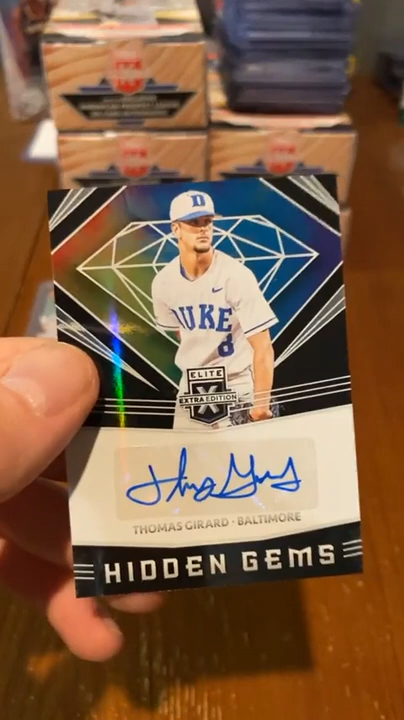 D
DUKE
8
ELITE
X
EXTRA EDITION
THOMAS GIRARD · BALTIMORE
HIDDEN GEMS